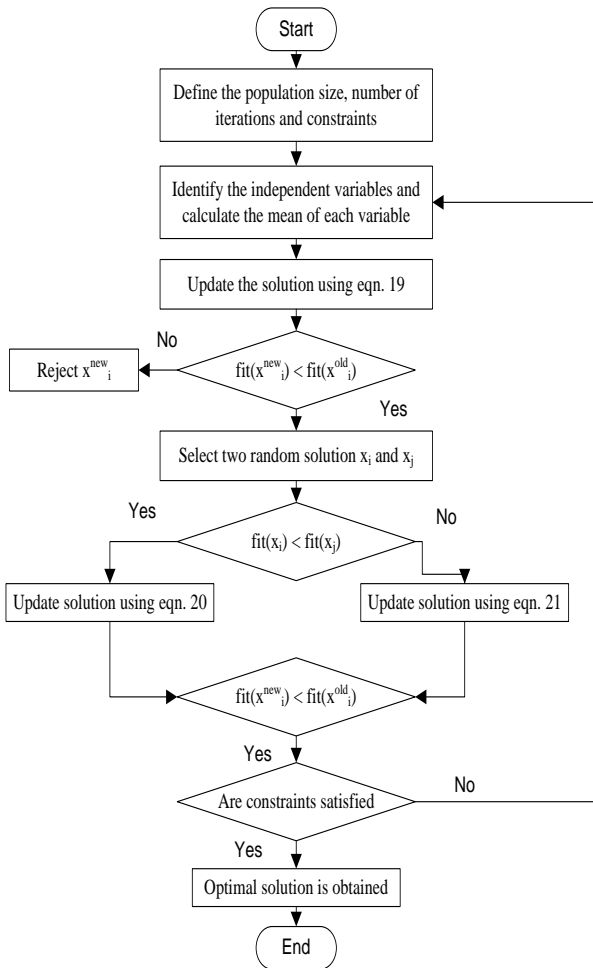 Start
Define the population size, number of
iterations and constraints
Identify the independent variables and
calculate the mean of each variable
Update the solution using eqn. 19
No
Reject x^new_i
fit(x^new_i) < fit(x^old_i)
Yes
Select two random solution x_i and x_j
Yes
No
fit(x_i) < fit(x_j)
Update solution using eqn. 20
Update solution using eqn. 21
fit(x^new_i) < fit(x^old_i)
Yes
Are constraints satisfied
No
Yes
Optimal solution is obtained
End